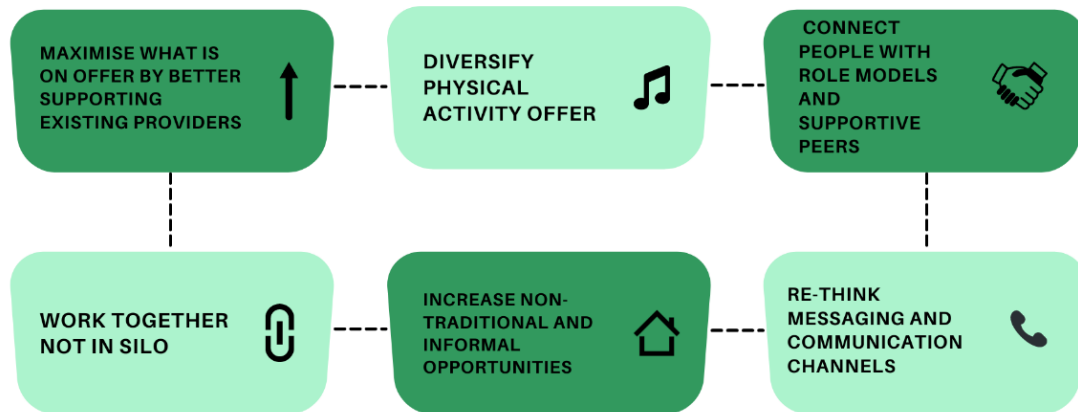 MAXIMISE WHAT IS
ON OFFER BY BETTER
SUPPORTING
EXISTING PROVIDERS
DIVERSIFY
PHYSICAL
ACTIVITY OFFER
CONNECT
PEOPLE WITH
ROLE MODELS
AND
SUPPORTIVE
PEERS
WORK TOGETHER
NOT IN SILO
INCREASE NON-
TRADITIONAL AND
INFORMAL
OPPORTUNITIES
RE-THINK
MESSAGING AND
COMMUNICATION
CHANNELS